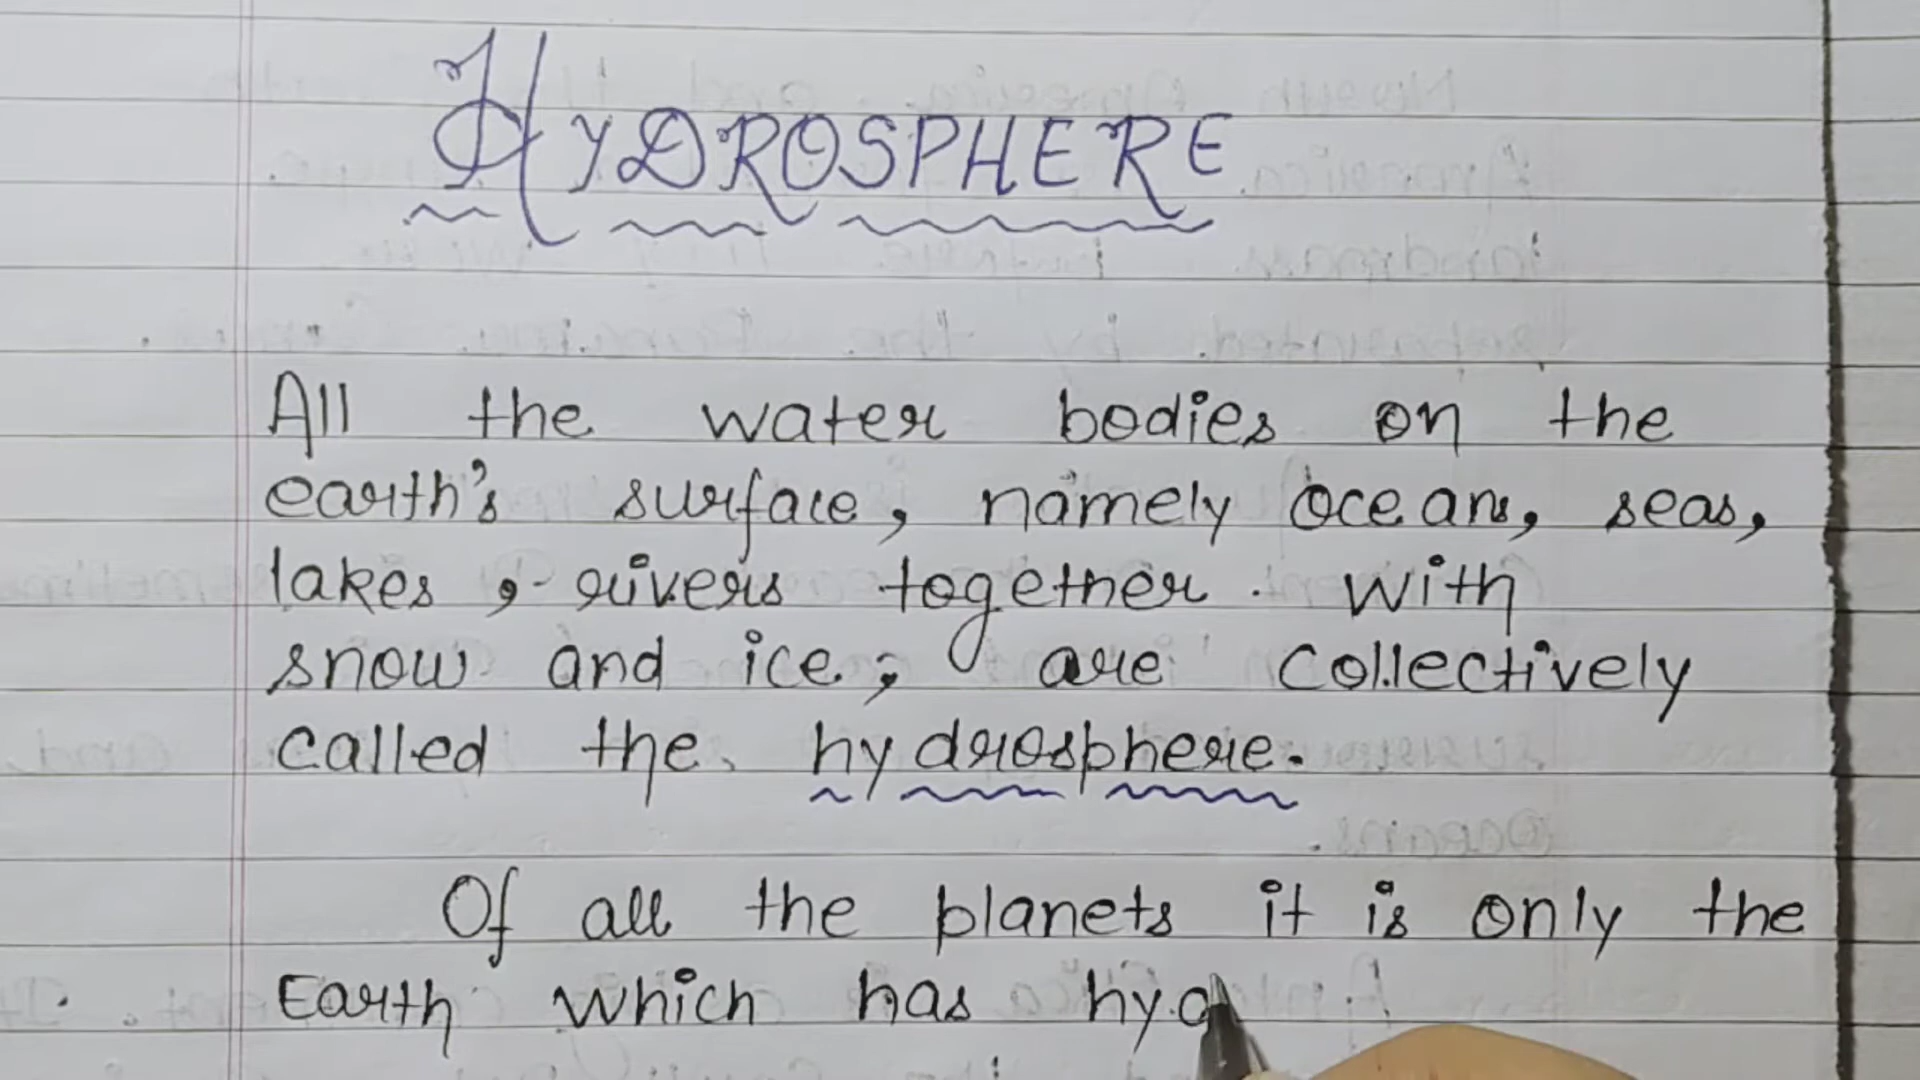 HYDROSPHERE
All the water bodies on the
earth's surface, namely oceans, seas,
lakes, rivers together with
snow and ice, are collectively
called the hydrosphere.
Of all the planets it is only the
Earth which has hyd